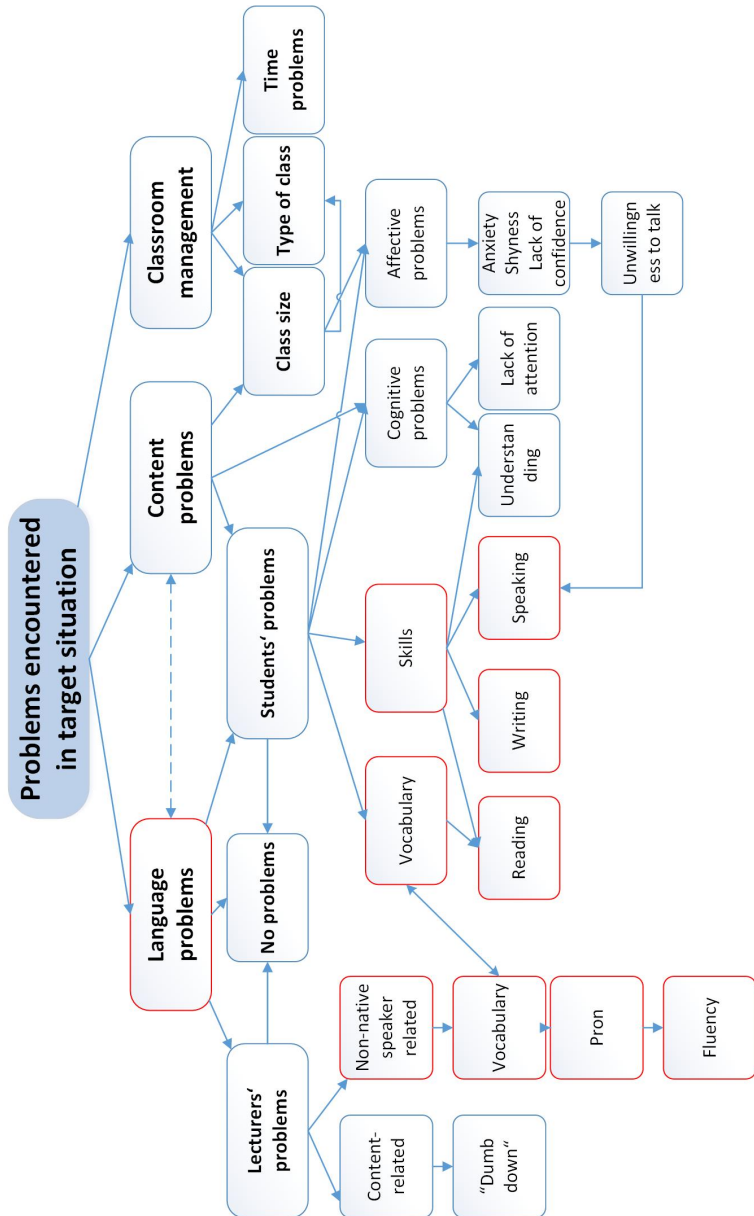 Problems encountered
in target situation
Language
problems
Content
problems
Classroom
management
Lecturers‘
problems
No problems
Students‘ problems
Class size
Type of class
Time
problems
Content-
related
Non-native
speaker
related
Vocabulary
Skills
Cognitive
problems
Affective
problems
“Dumb
down“
Vocabulary
Reading
Writing
Speaking
Understan
ding
Lack of
attention
Anxiety
Shyness
Lack of
confidence
Pron
Unwillingn
ess to talk
Fluency